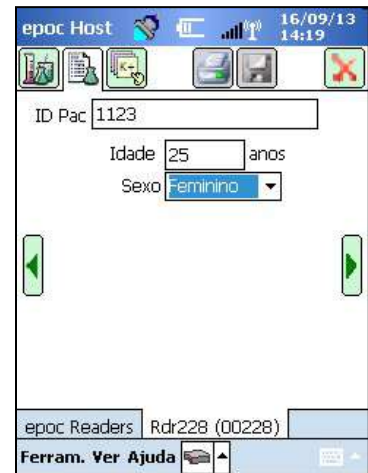 epoc Host 16/09/13
14:19
K+
ID Pac 1123
Idade 25 anos
Sexo Feminino
epoc Readers Rdr228 (00228)
Ferram. Ver Ajuda